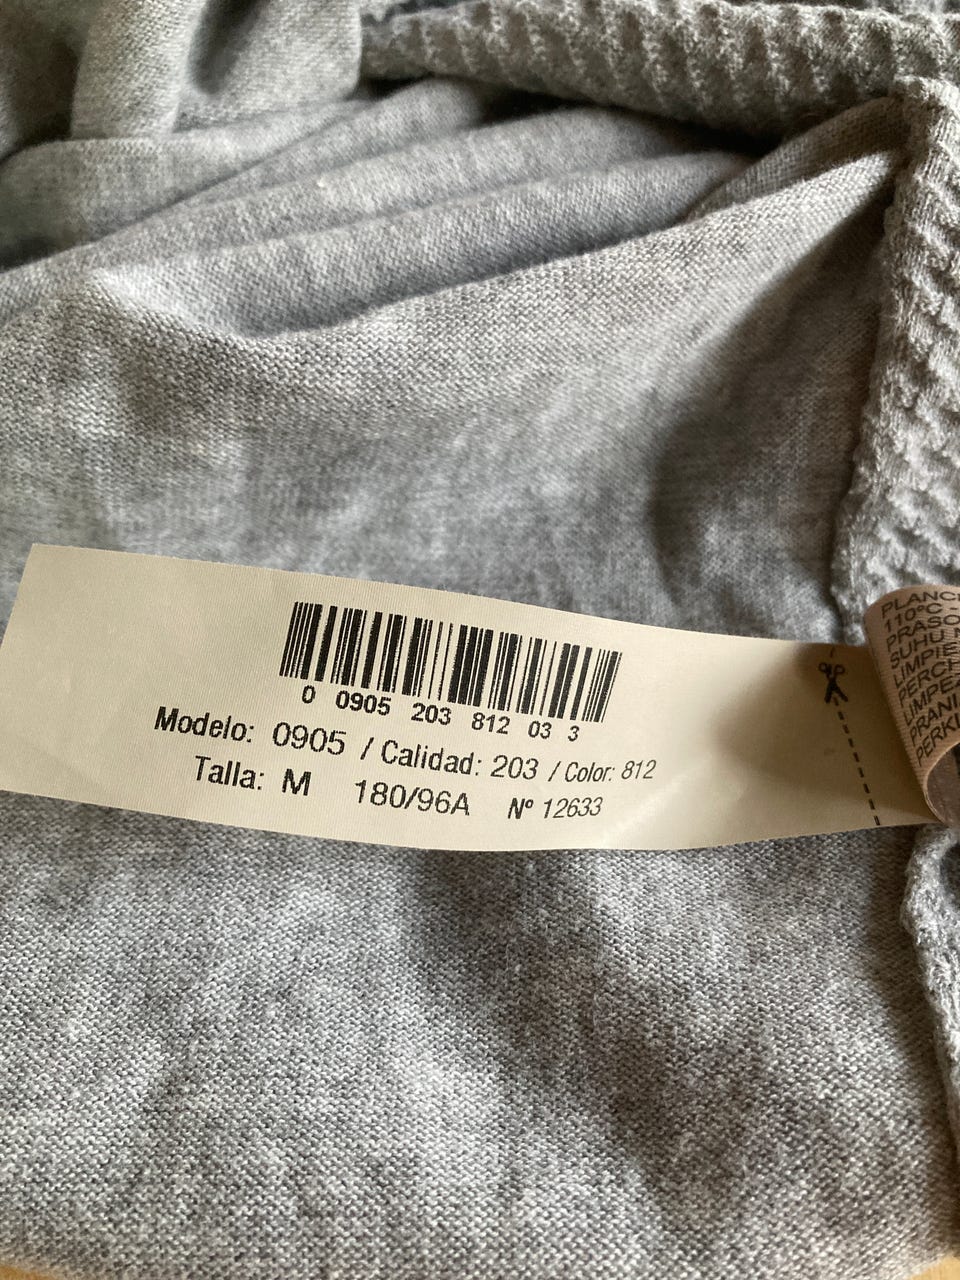 0 0905 203 812 03 3
Modelo: 0905 / Calidad: 203 / Color: 812
Talla: M 180/96A Nº 12633
110ºC